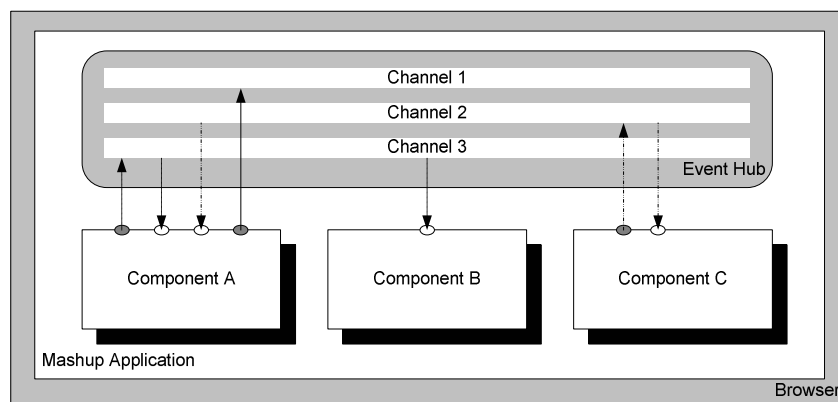 Channel 1
Channel 2
Channel 3
Event Hub
Component A
Component B
Component C
Mashup Application
Browser